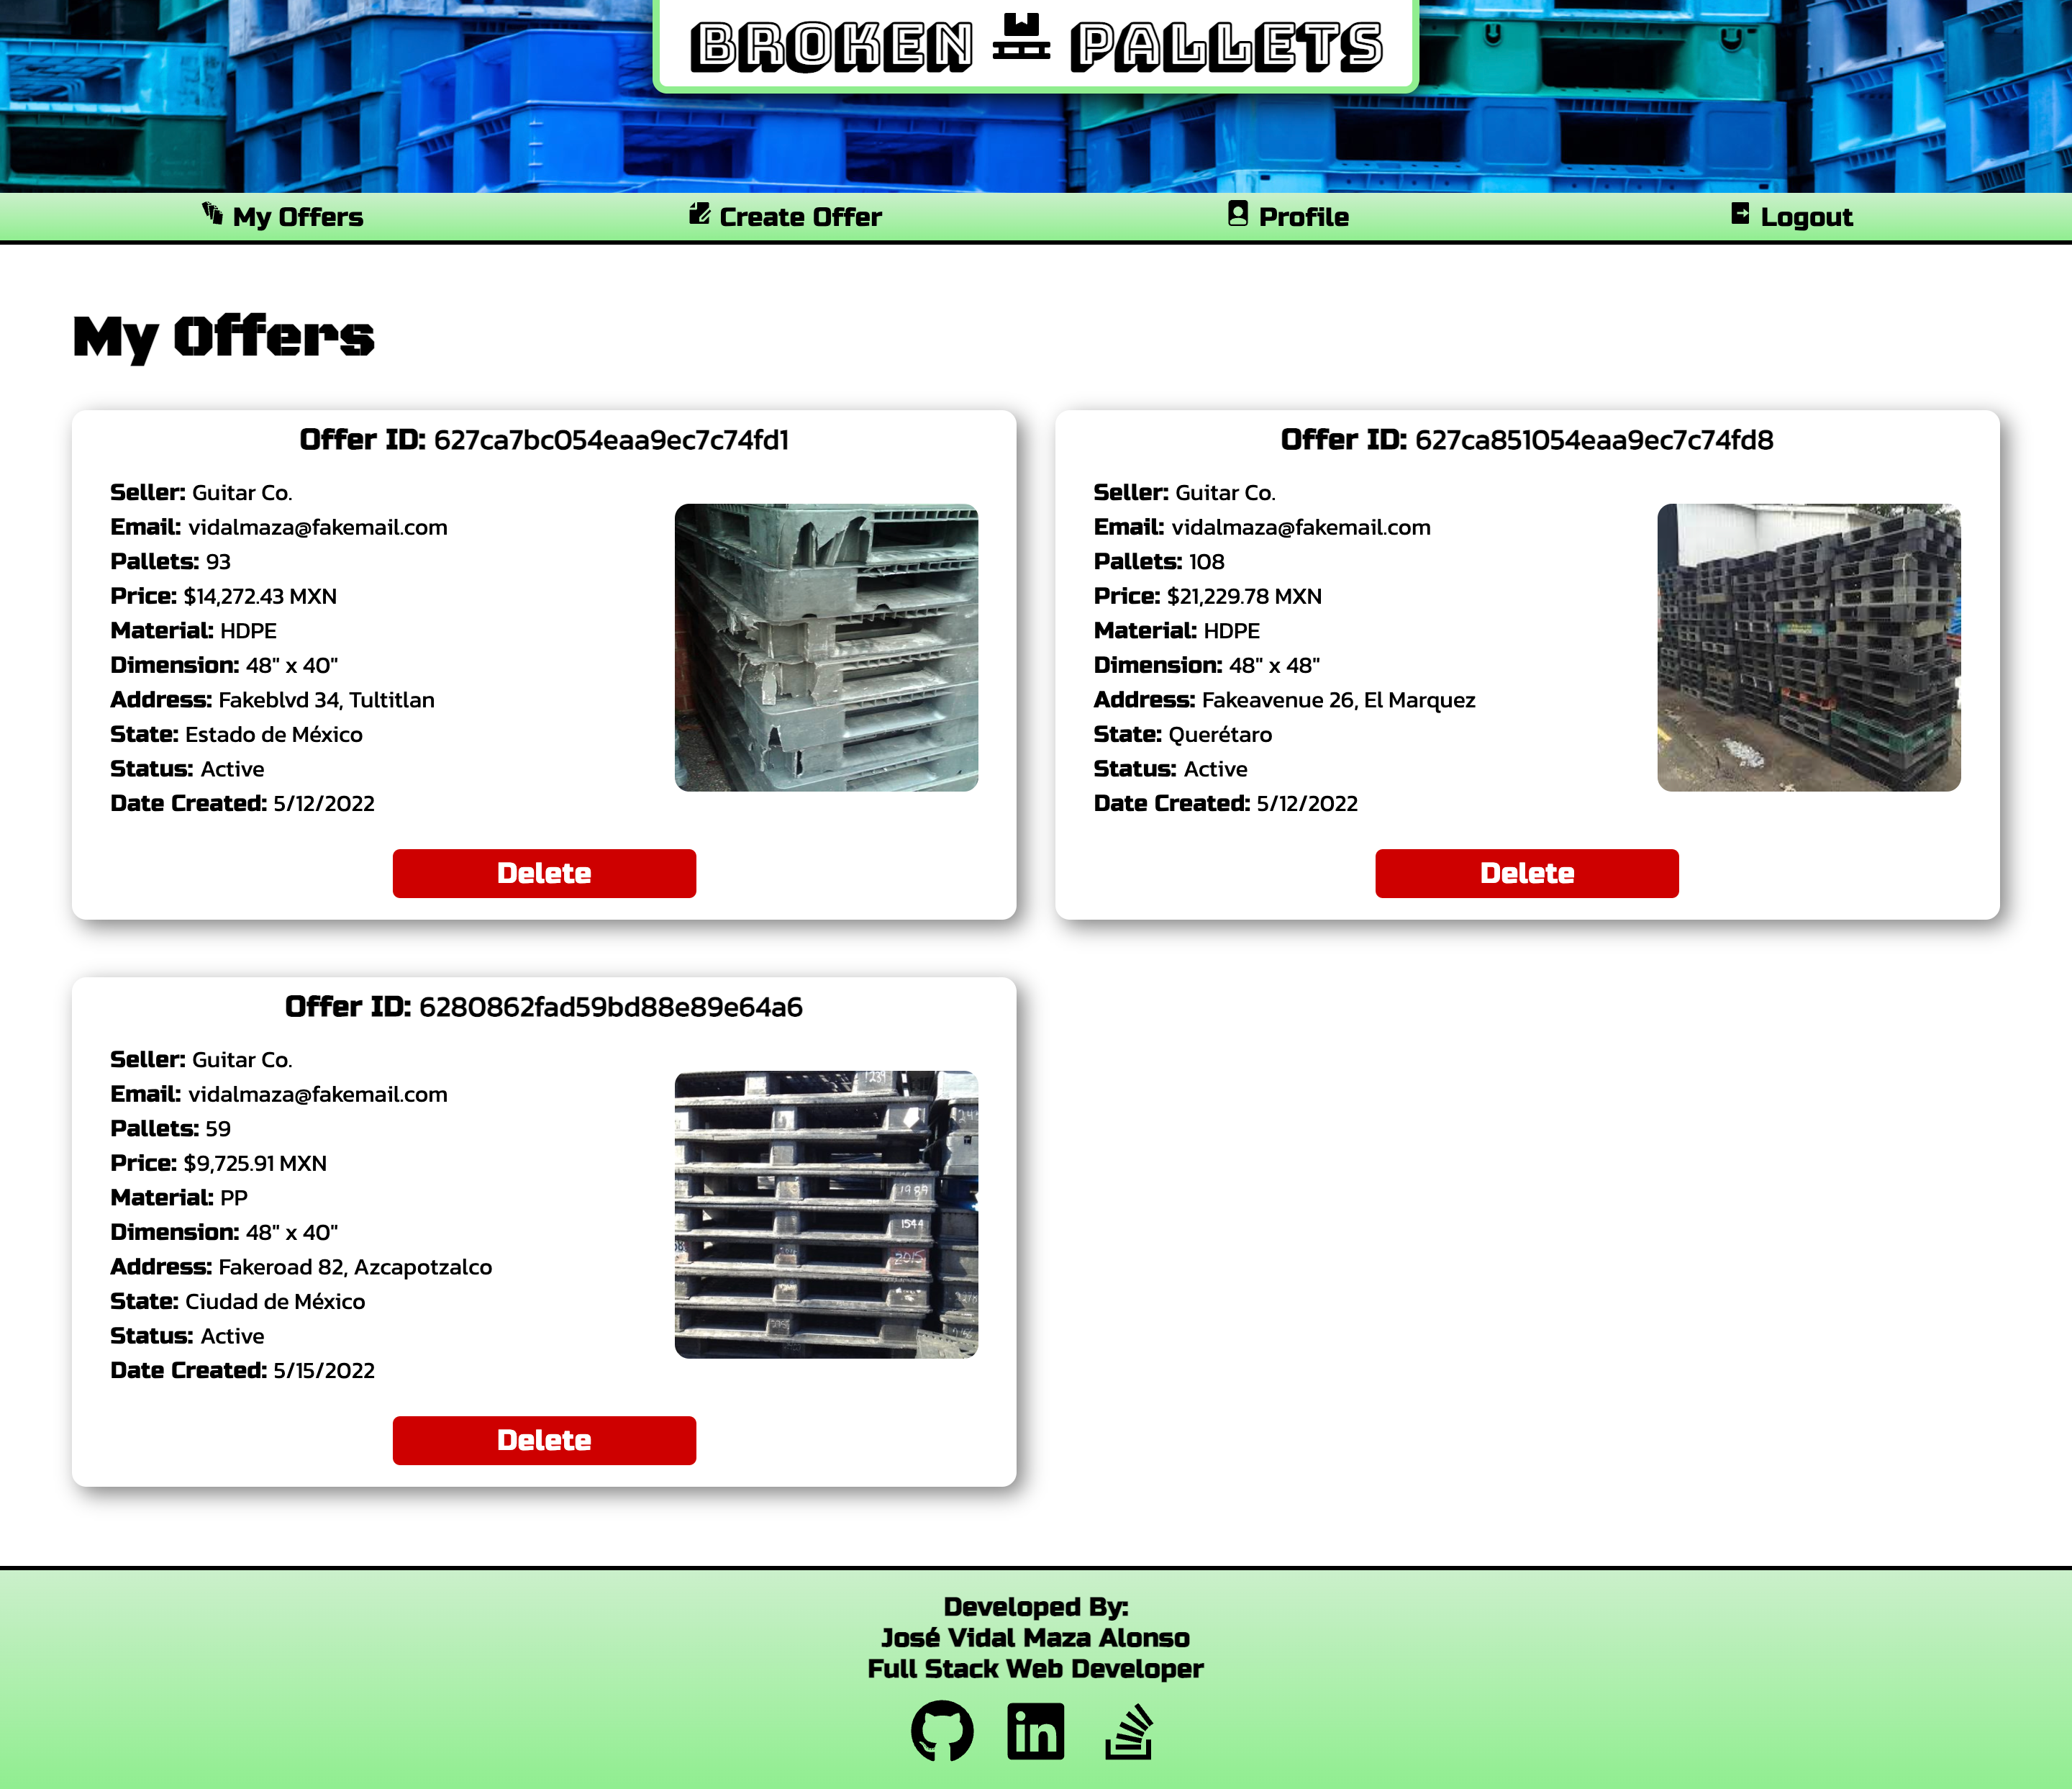 BROKEN PALLETS
My Offers
Create Offer
Profile
Logout
My Offers
Offer ID: 627ca7bc054eaa9ec7c74fd1
Seller: Guitar Co.
Email: vidalmaza@fakemail.com
Pallets: 93
Price: $14,272.43 MXN
Material: HDPE
Dimension: 48" x 40"
Address: Fakeblvd 34, Tultitlan
State: Estado de México
Status: Active
Date Created: 5/12/2022
Delete
Offer ID: 627ca851054eaa9ec7c74fd8
Seller: Guitar Co.
Email: vidalmaza@fakemail.com
Pallets: 108
Price: $21,229.78 MXN
Material: HDPE
Dimension: 48" x 48"
Address: Fakeavenue 26, El Marquez
State: Querétaro
Status: Active
Date Created: 5/12/2022
Delete
Offer ID: 6280862fad59bd88e89e64a6
Seller: Guitar Co.
Email: vidalmaza@fakemail.com
Pallets: 59
Price: $9,725.91 MXN
Material: PP
Dimension: 48" x 40"
Address: Fakeroad 82, Azcapotzalco
State: Ciudad de México
Status: Active
Date Created: 5/15/2022
1239
1989
1544
2015
Delete
Developed By:
José Vidal Maza Alonso
Full Stack Web Developer
in